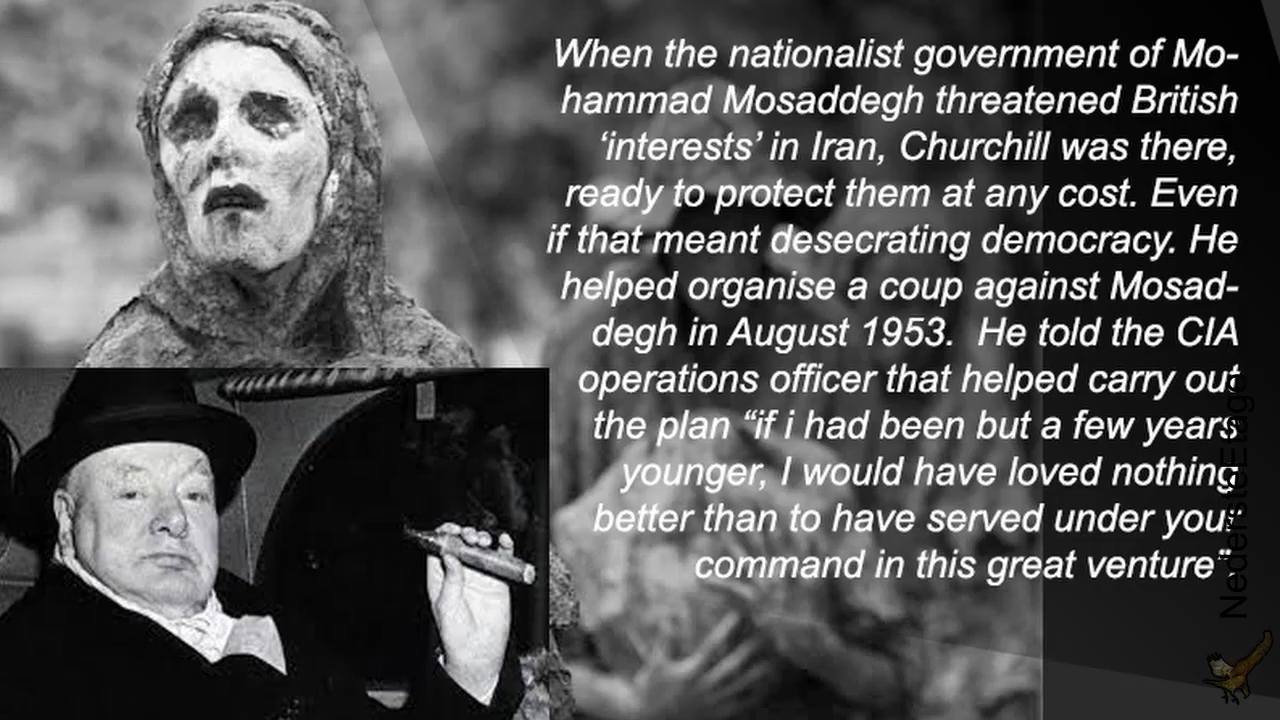 When the nationalist government of Mo-
hammad Mosaddegh threatened British
‘interests’ in Iran, Churchill was there,
ready to protect them at any cost. Even
if that meant desecrating democracy. He
helped organise a coup against Mosad-
degh in August 1953.  He told the CIA
operations officer that helped carry out
the plan “if i had been but a few years
younger, I would have loved nothing
better than to have served under your
command in this great venture”.
NedersteEtage